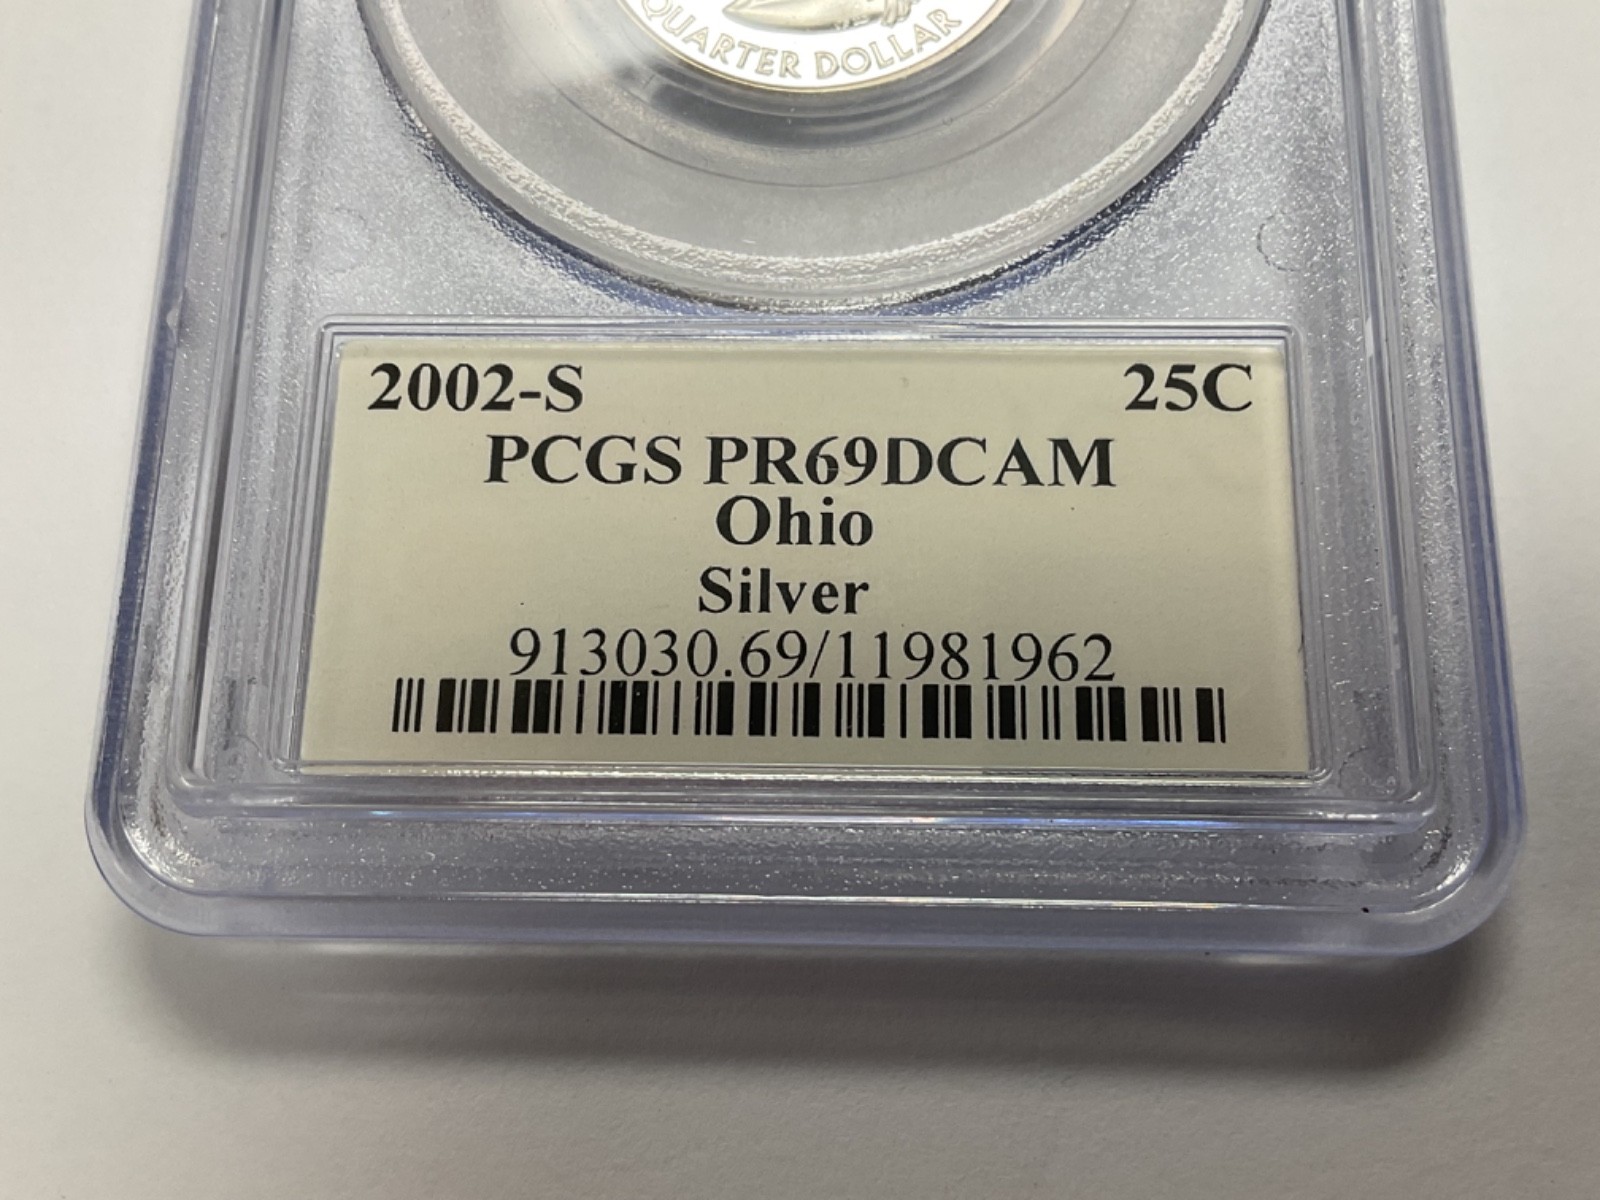 QUARTER DOLLAR
2002-S 25C
PCGS PR69DCAM
Ohio
Silver
913030.69/11981962